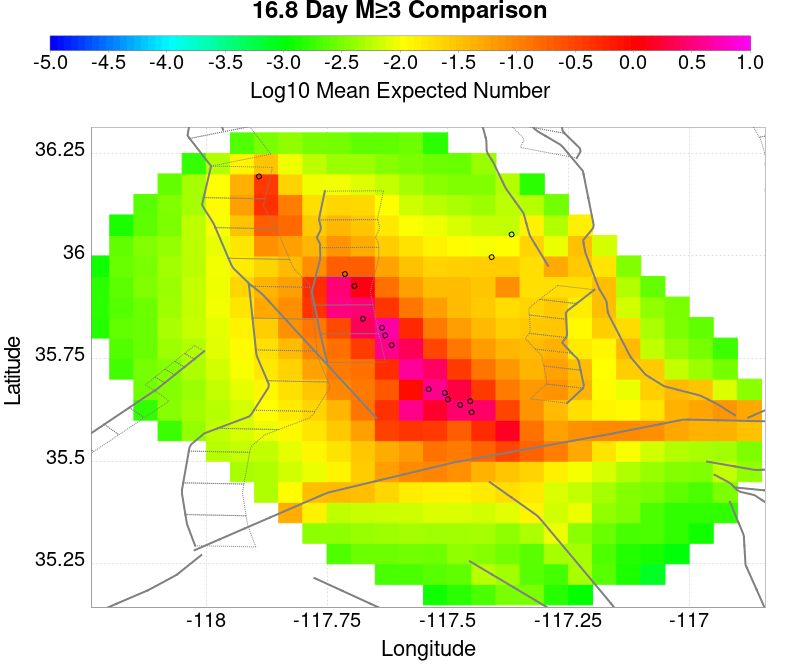 16.8 Day M≥3 Comparison
-5.0 -4.5 -4.0 -3.5 -3.0 -2.5 -2.0 -1.5 -1.0 -0.5 0.0 0.5 1.0
Log10 Mean Expected Number
36.25
36
35.75
35.5
35.25
Latitude
-118 -117.75 -117.5 -117.25 -117
Longitude